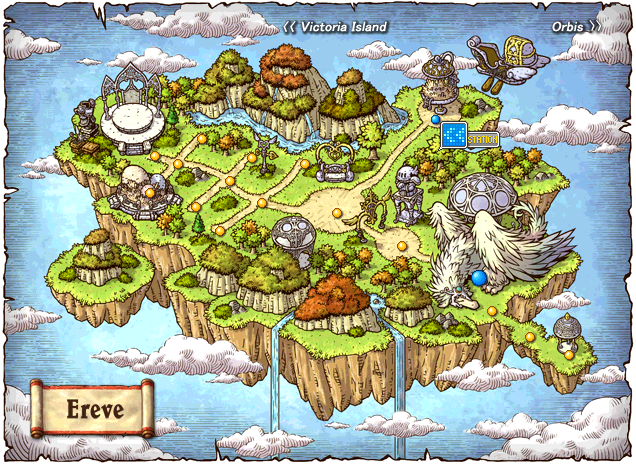 ❮❮ Victoria Island
Orbis ❯❯
STATION
Ereve